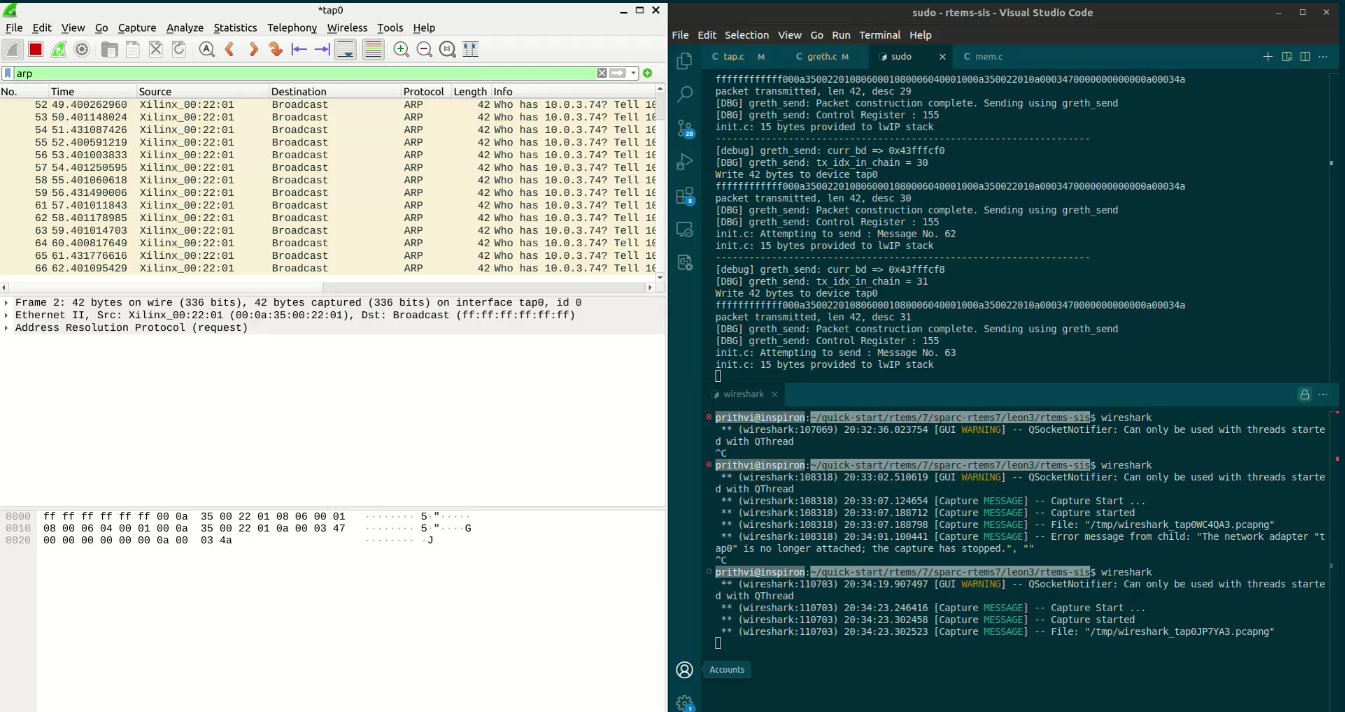 *tap0
File Edit View Go Capture Analyze Statistics Telephony Wireless Tools Help
arp
No. Time Source Destination Protocol Length Info
52 49.400262960 Xilinx_00:22:01 Broadcast ARP 42 Who has 10.0.3.74? Tell 10
53 50.401148024 Xilinx_00:22:01 Broadcast ARP 42 Who has 10.0.3.74? Tell 10
54 51.431087426 Xilinx_00:22:01 Broadcast ARP 42 Who has 10.0.3.74? Tell 10
55 52.400591219 Xilinx_00:22:01 Broadcast ARP 42 Who has 10.0.3.74? Tell 10
56 53.401003833 Xilinx_00:22:01 Broadcast ARP 42 Who has 10.0.3.74? Tell 10
57 54.401250595 Xilinx_00:22:01 Broadcast ARP 42 Who has 10.0.3.74? Tell 10
58 55.401060618 Xilinx_00:22:01 Broadcast ARP 42 Who has 10.0.3.74? Tell 10
59 56.431490006 Xilinx_00:22:01 Broadcast ARP 42 Who has 10.0.3.74? Tell 10
61 57.401011843 Xilinx_00:22:01 Broadcast ARP 42 Who has 10.0.3.74? Tell 10
62 58.401178985 Xilinx_00:22:01 Broadcast ARP 42 Who has 10.0.3.74? Tell 10
63 59.401014703 Xilinx_00:22:01 Broadcast ARP 42 Who has 10.0.3.74? Tell 10
64 60.400817649 Xilinx_00:22:01 Broadcast ARP 42 Who has 10.0.3.74? Tell 10
65 61.431776616 Xilinx_00:22:01 Broadcast ARP 42 Who has 10.0.3.74? Tell 10
66 62.401095429 Xilinx_00:22:01 Broadcast ARP 42 Who has 10.0.3.74? Tell 10
Frame 2: 42 bytes on wire (336 bits), 42 bytes captured (336 bits) on interface tap0, id 0
Ethernet II, Src: Xilinx_00:22:01 (00:0a:35:00:22:01), Dst: Broadcast (ff:ff:ff:ff:ff:ff)
Address Resolution Protocol (request)
0000 ff ff ff ff ff ff 00 0a 35 00 22 01 08 06 00 01 ········ 5·"·····
0010 08 00 06 04 00 01 00 0a 35 00 22 01 0a 00 03 47 ········ 5·"····G
0020 00 00 00 00 00 00 0a 00 03 4a ········ ·J
sudo - rtems-sis - Visual Studio Code
File Edit Selection View Go Run Terminal Help
tap.c M greth.c M sudo mem.c
ffffffffffff000a3500220108060001080006040001000a350022010a0003470000000000000a00034a
packet transmitted, len 42, desc 29
[DBG] greth_send: Packet construction complete. Sending using greth_send
[DBG] greth_send: Control Register : 155
init.c: 15 bytes provided to lwIP stack
---------------------------------------------------------------
[debug] greth_send: curr_bd => 0x43fffcf0
[DBG] greth_send: tx_idx_in_chain = 30
Write 42 bytes to device tap0
ffffffffffff000a3500220108060001080006040001000a350022010a0003470000000000000a00034a
packet transmitted, len 42, desc 30
[DBG] greth_send: Packet construction complete. Sending using greth_send
[DBG] greth_send: Control Register : 155
init.c: Attempting to send : Message No. 62
init.c: 15 bytes provided to lwIP stack
---------------------------------------------------------------
[debug] greth_send: curr_bd => 0x43fffcf8
[DBG] greth_send: tx_idx_in_chain = 31
Write 42 bytes to device tap0
ffffffffffff000a3500220108060001080006040001000a350022010a0003470000000000000a00034a
packet transmitted, len 42, desc 31
[DBG] greth_send: Packet construction complete. Sending using greth_send
[DBG] greth_send: Control Register : 155
init.c: Attempting to send : Message No. 63
init.c: 15 bytes provided to lwIP stack
wireshark
prithvi@inspiron:~/quick-start/rtems/7/sparc-rtems7/leon3/rtems-sis$ wireshark
** (wireshark:107069) 20:32:36.023754 [GUI WARNING] -- QSocketNotifier: Can only be used with threads starte
d with QThread
^C
prithvi@inspiron:~/quick-start/rtems/7/sparc-rtems7/leon3/rtems-sis$ wireshark
** (wireshark:108318) 20:33:02.510619 [GUI WARNING] -- QSocketNotifier: Can only be used with threads starte
d with QThread
** (wireshark:108318) 20:33:07.124654 [Capture MESSAGE] -- Capture Start ...
** (wireshark:108318) 20:33:07.188712 [Capture MESSAGE] -- Capture started
** (wireshark:108318) 20:33:07.188798 [Capture MESSAGE] -- File: "/tmp/wireshark_tap0WC4QA3.pcapng"
** (wireshark:108318) 20:34:01.100441 [Capture MESSAGE] -- Error message from child: "The network adapter "t
ap0" is no longer attached; the capture has stopped.", ""
^C
prithvi@inspiron:~/quick-start/rtems/7/sparc-rtems7/leon3/rtems-sis$ wireshark
** (wireshark:110703) 20:34:19.907497 [GUI WARNING] -- QSocketNotifier: Can only be used with threads starte
d with QThread
** (wireshark:110703) 20:34:23.246416 [Capture MESSAGE] -- Capture Start ...
** (wireshark:110703) 20:34:23.302458 [Capture MESSAGE] -- Capture started
** (wireshark:110703) 20:34:23.302523 [Capture MESSAGE] -- File: "/tmp/wireshark_tap0JP7YA3.pcapng"
20
5
Accounts
1